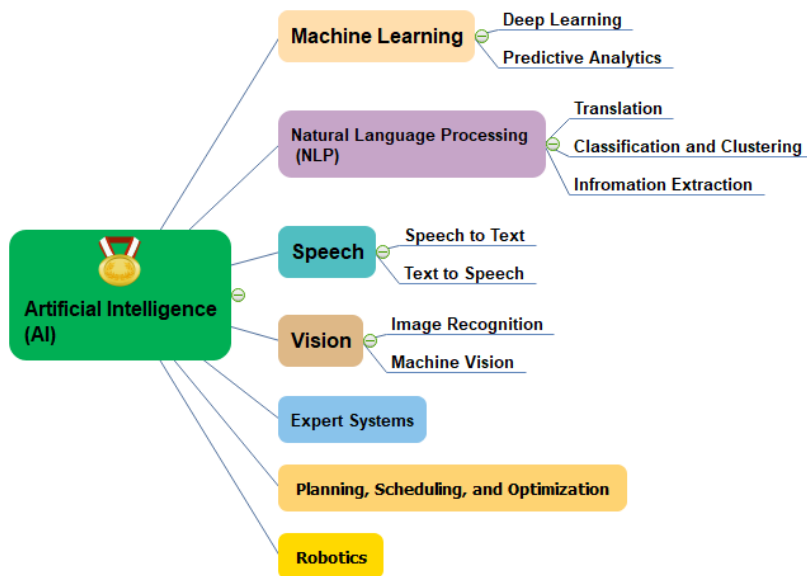 Deep Learning
Machine Learning
Predictive Analytics
Translation
Natural Language Processing
(NLP)
Classification and Clustering
Infromation Extraction
Speech to Text
Speech
Text to Speech
Artificial Intelligence
(AI)
Image Recognition
Vision
Machine Vision
Expert Systems
Planning, Scheduling, and Optimization
Robotics